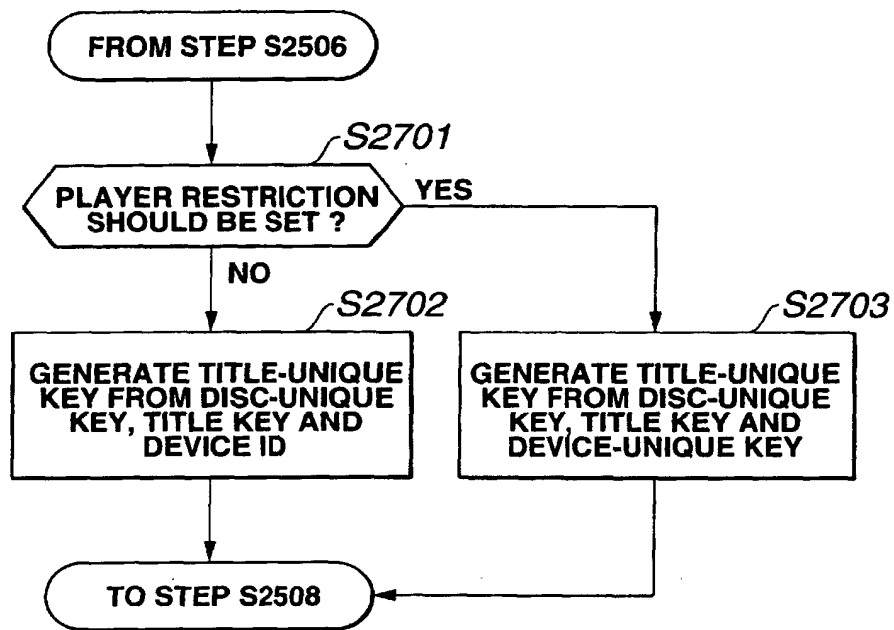 FROM STEP S2506
S2701
PLAYER RESTRICTION
SHOULD BE SET ?
YES
NO
S2702
GENERATE TITLE-UNIQUE
KEY FROM DISC-UNIQUE
KEY, TITLE KEY AND
DEVICE ID
S2703
GENERATE TITLE-UNIQUE
KEY FROM DISC-UNIQUE
KEY, TITLE KEY AND
DEVICE-UNIQUE KEY
TO STEP S2508